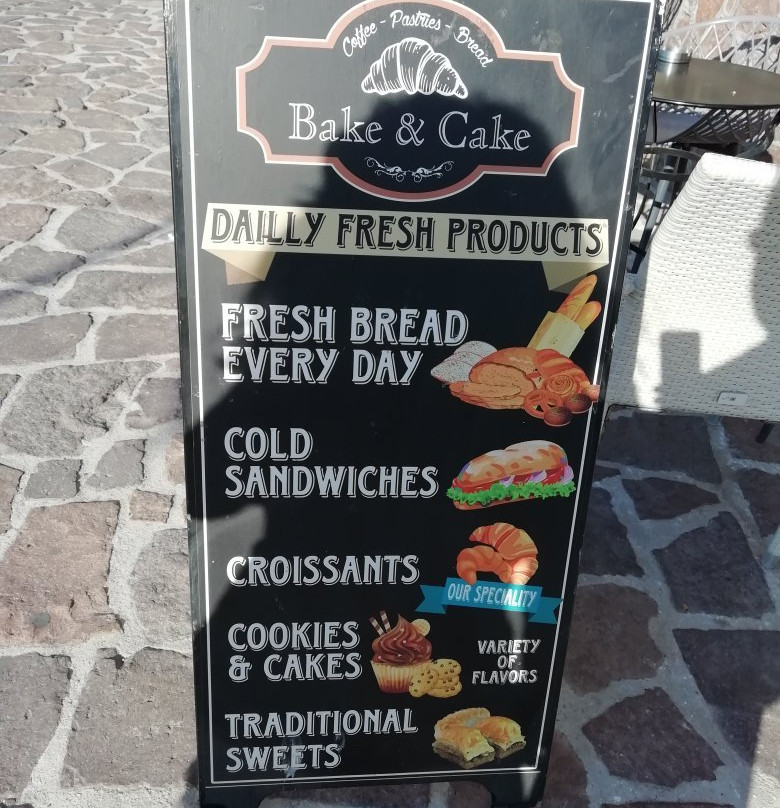 Coffee - Pastries - Bread
Bake & Cake
DAILLY FRESH PRODUCTS
FRESH BREAD
EVERY DAY
COLD
SANDWICHES
CROISSANTS
OUR SPECIALITY
COOKIES
& CAKES
VARIETY
OF
FLAVORS
TRADITIONAL
SWEETS